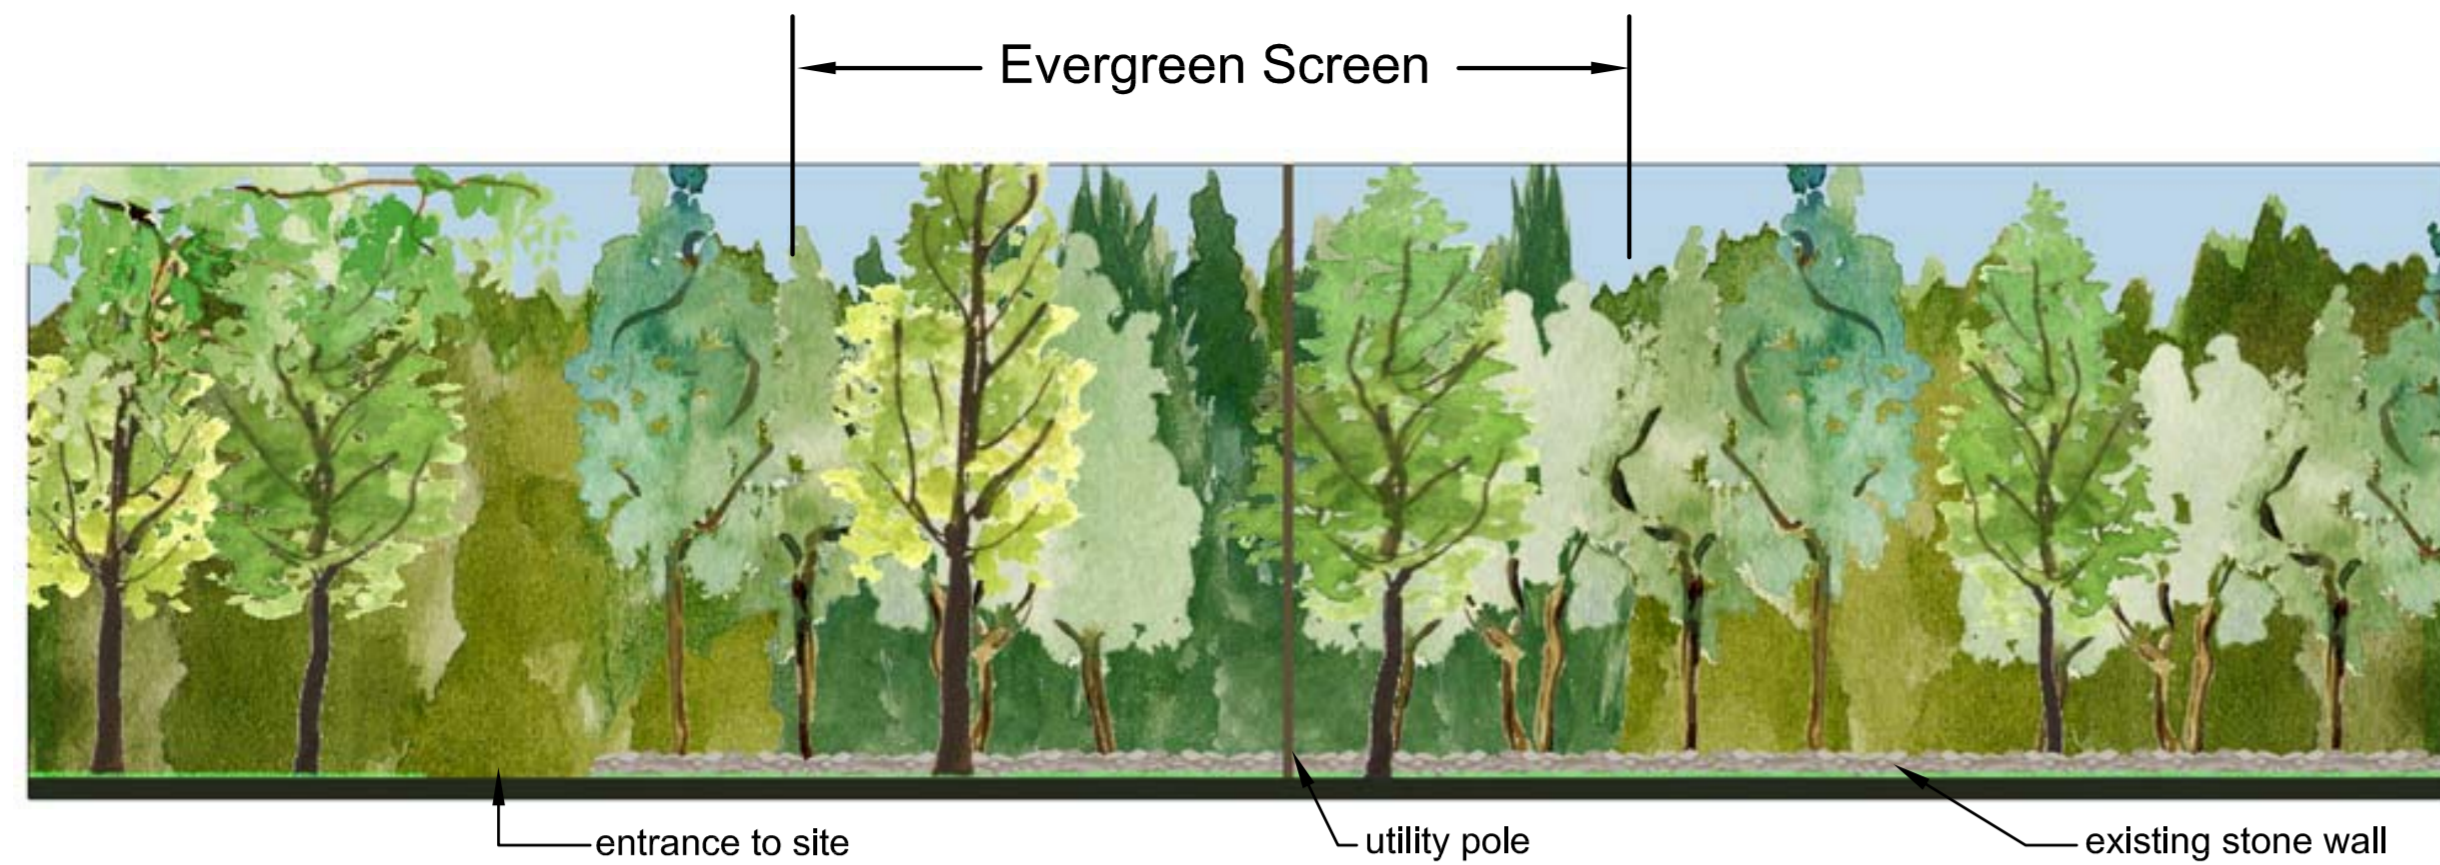 Evergreen Screen
entrance to site
utility pole
existing stone wall